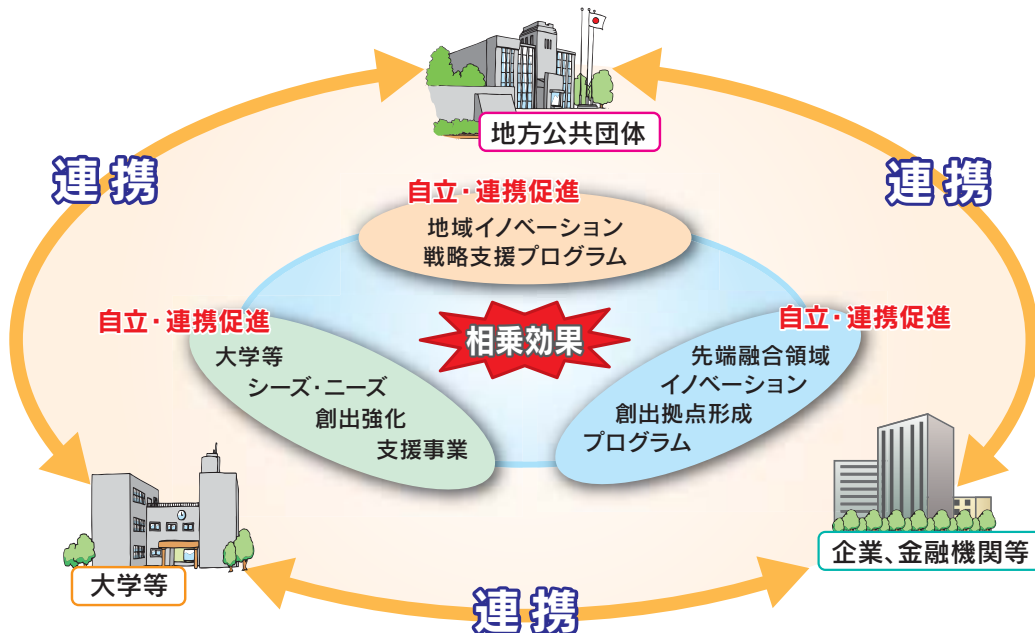 地方公共団体
連携
連携
自立・連携促進
地域イノベーション
戦略支援プログラム
自立・連携促進
大学等
シーズ・ニーズ
創出強化
支援事業
相乗効果
自立・連携促進
先端融合領域
イノベーション
創出拠点形成
プログラム
大学等
企業、金融機関等
連携